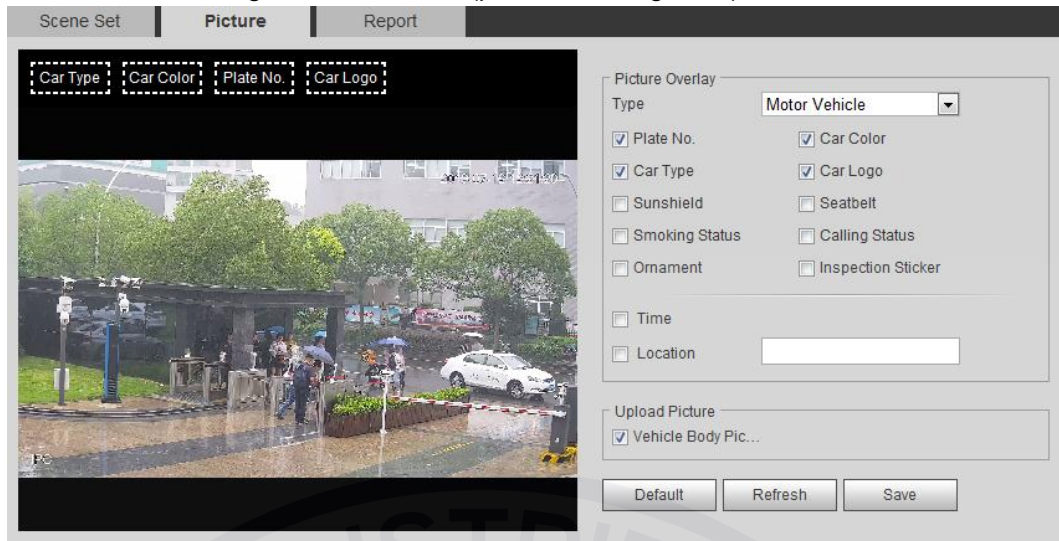 Scene Set Picture Report
Car Type Car Color Plate No. Car Logo
IPC
Picture Overlay
Type Motor Vehicle
Plate No. Car Color
Car Type Car Logo
Sunshield Seatbelt
Smoking Status Calling Status
Ornament Inspection Sticker
Time
Location
Upload Picture
Vehicle Body Pic...
Default Refresh Save